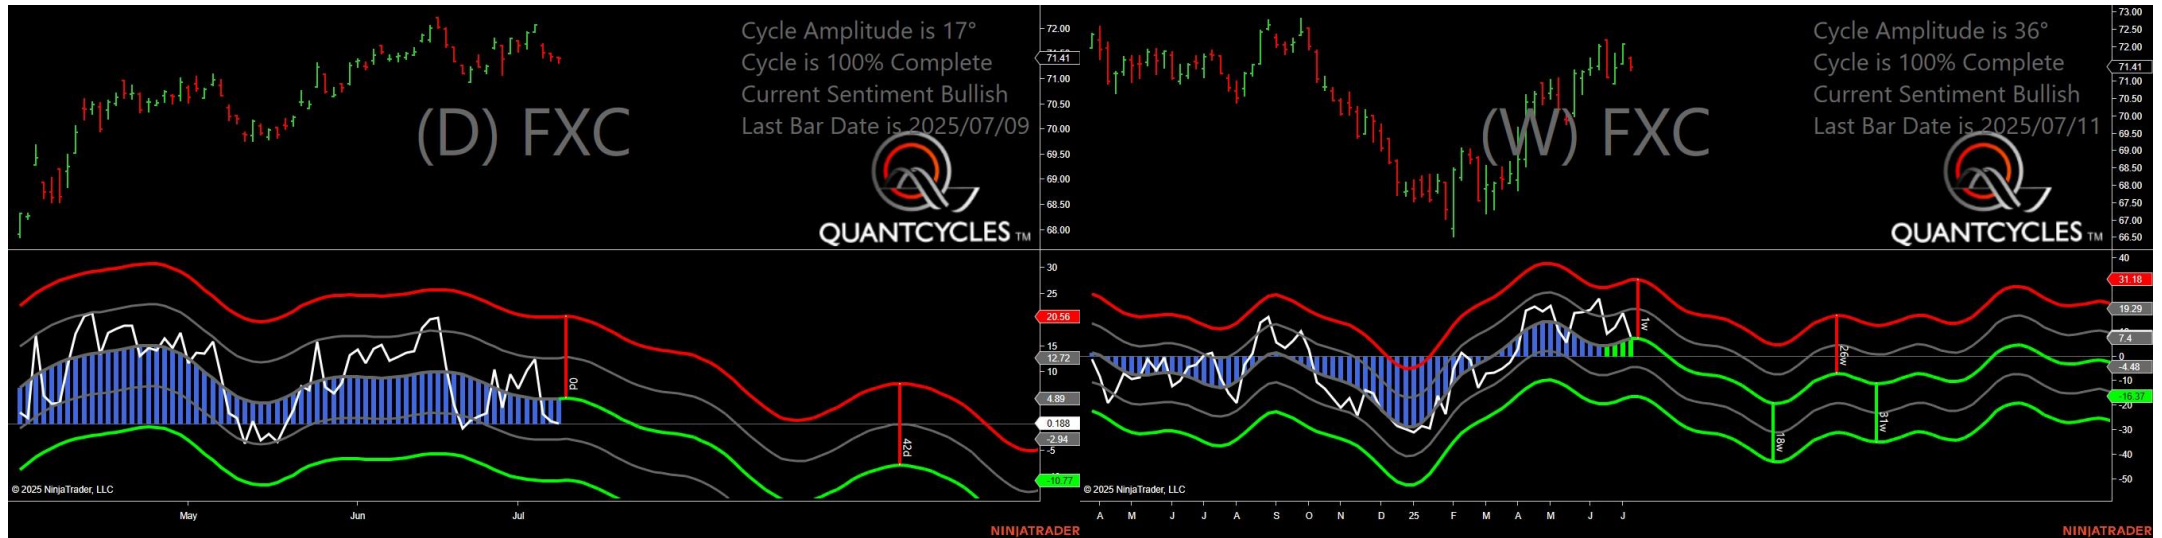 Cycle Amplitude is 17°
Cycle is 100% Complete
Current Sentiment Bullish
Last Bar Date is 2025/07/09
(D) FXC
QUANTCYCLES TM
72.00
71.41
71.00
70.50
70.00
69.50
69.00
68.50
68.00
30
25
20.56
15
12.72
10
4.89
0.188
-2.94
-5
-10.77
0d
42d
© 2025 NinjaTrader, LLC
May
Jun
Jul
NINJATRADER
Cycle Amplitude is 36°
Cycle is 100% Complete
Current Sentiment Bullish
Last Bar Date is 2025/07/11
(W) FXC
QUANTCYCLES TM
73.00
72.50
72.00
71.41
71.00
70.50
70.00
69.50
69.00
68.50
68.00
67.50
67.00
66.50
40
31.18
19.29
7.4
0
-4.48
-10
-16.37
-20
-30
-40
-50
1w
26w
18w
31w
© 2025 NinjaTrader, LLC
A
M
J
J
A
S
O
N
D
25
F
M
A
M
J
J
NINJATRADER